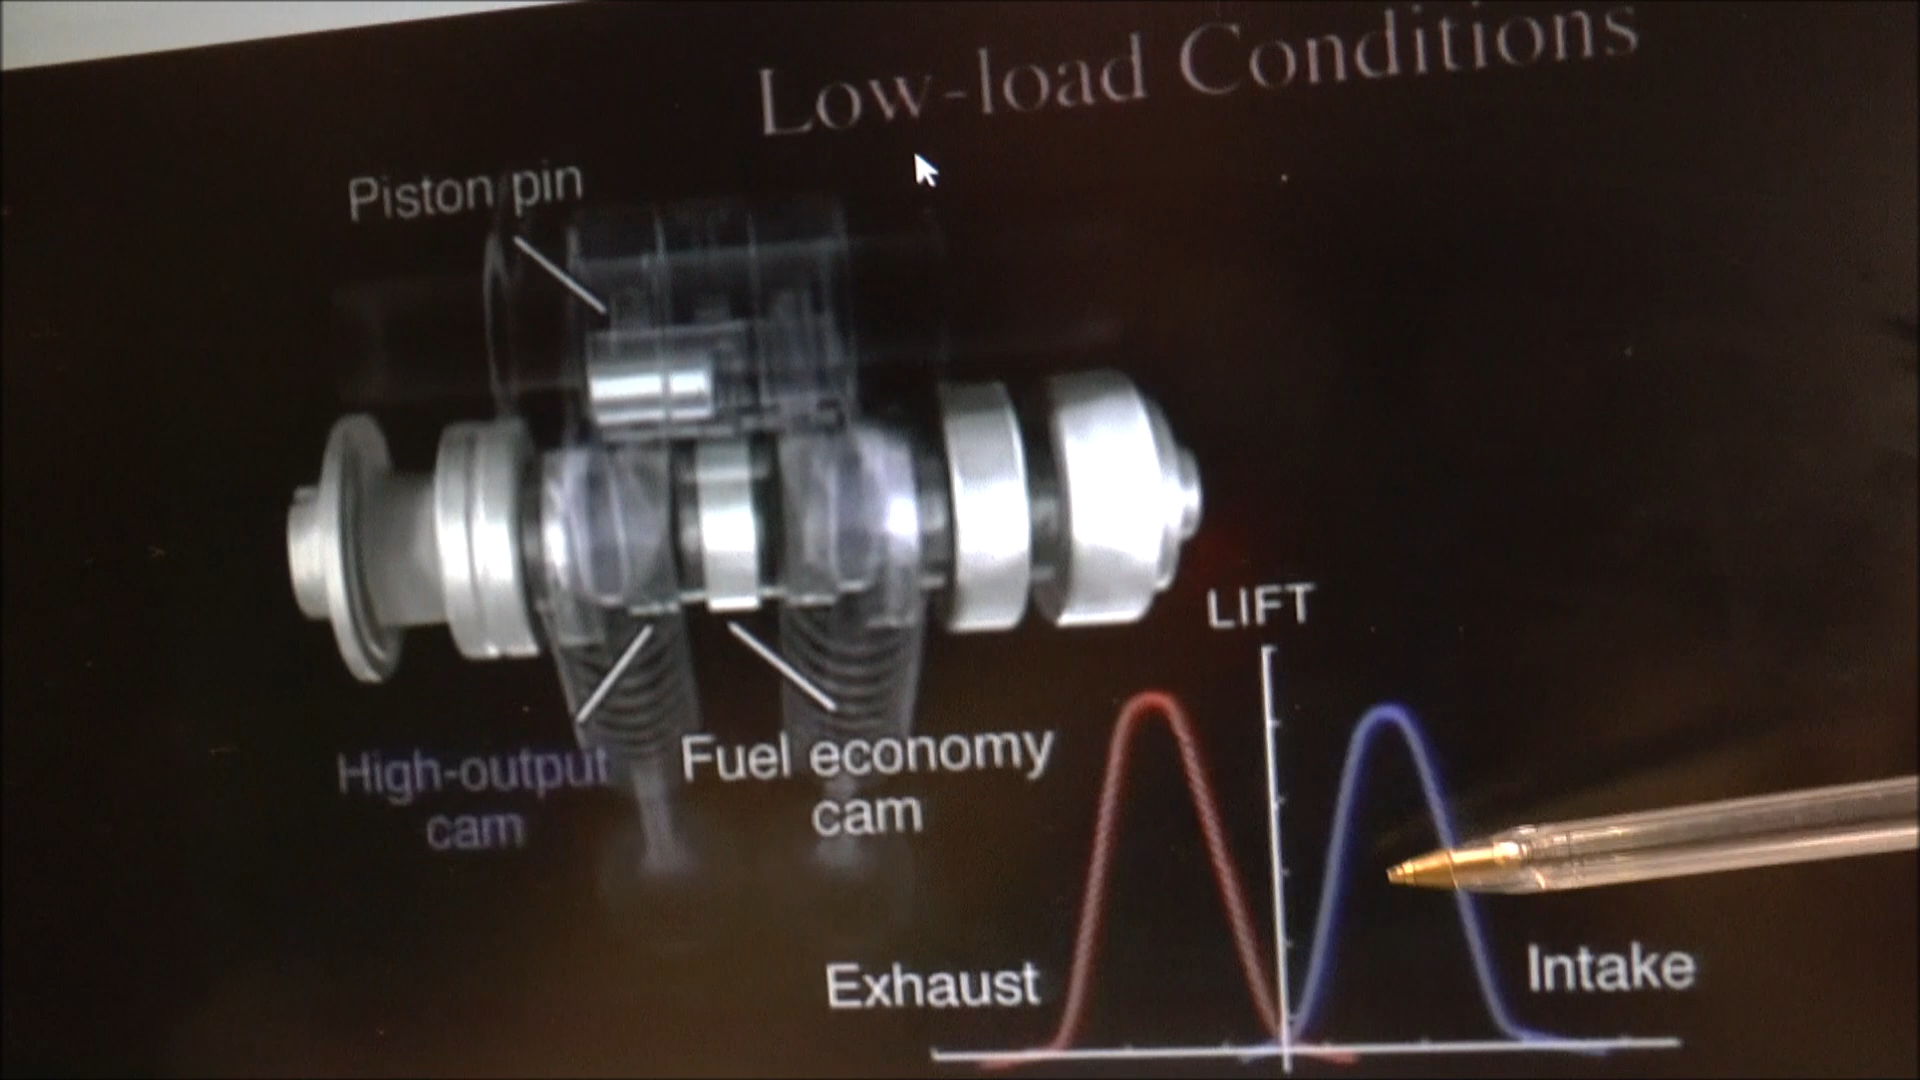 Low-load Conditions
Piston pin
High-output
cam
Fuel economy
cam
LIFT
Exhaust
Intake